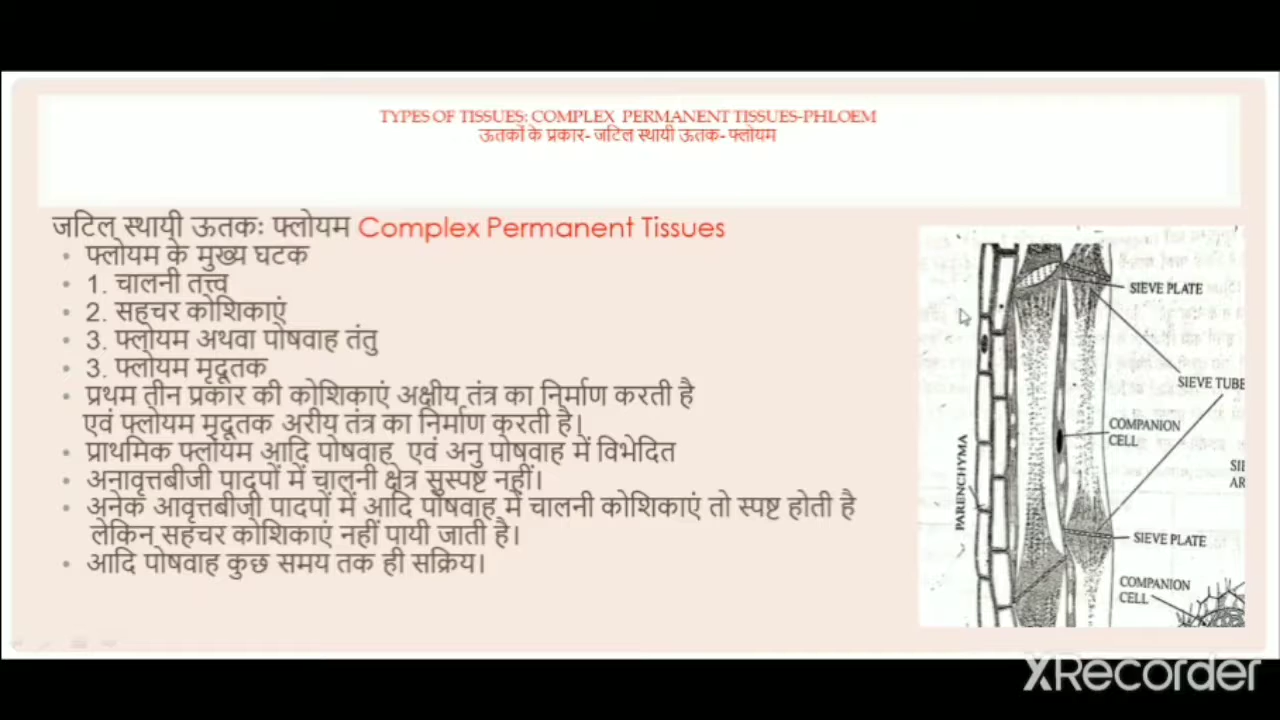 TYPES OF TISSUES: COMPLEX PERMANENT TISSUES-PHLOEM
ऊतकों के प्रकार- जटिल स्थायी ऊतक- फ्लोयम
जटिल स्थायी ऊतकः फ्लोयम Complex Permanent Tissues
• फ्लोयम के मुख्य घटक
• 1. चालनी तत्त्व
• 2. सहचर कोशिकाएं
• 3. फ्लोयम अथवा पोषवाह तंतु
• 3. फ्लोयम मृदूतक
• प्रथम तीन प्रकार की कोशिकाएं अक्षीय तंत्र का निर्माण करती है
एवं फ्लोयम मृदूतक अरीय तंत्र का निर्माण करती है।
• प्राथमिक फ्लोयम आदि पोषवाह एवं अनु पोषवाह में विभेदित
• अनावृत्तबीजी पादपों में चालनी क्षेत्र सुस्पष्ट नहीं।
• अनेक आवृत्तबीजी पादपों में आदि पोषवाह में चालनी कोशिकाएं तो स्पष्ट होती है
लेकिन सहचर कोशिकाएं नहीं पायी जाती है।
• आदि पोषवाह कुछ समय तक ही सक्रिय।
SIEVE PLATE
SIEVE TUBE
COMPANION
CELL
SIE
AR
PARENCHYMA
SIEVE PLATE
COMPANION
CELL
XRecorder